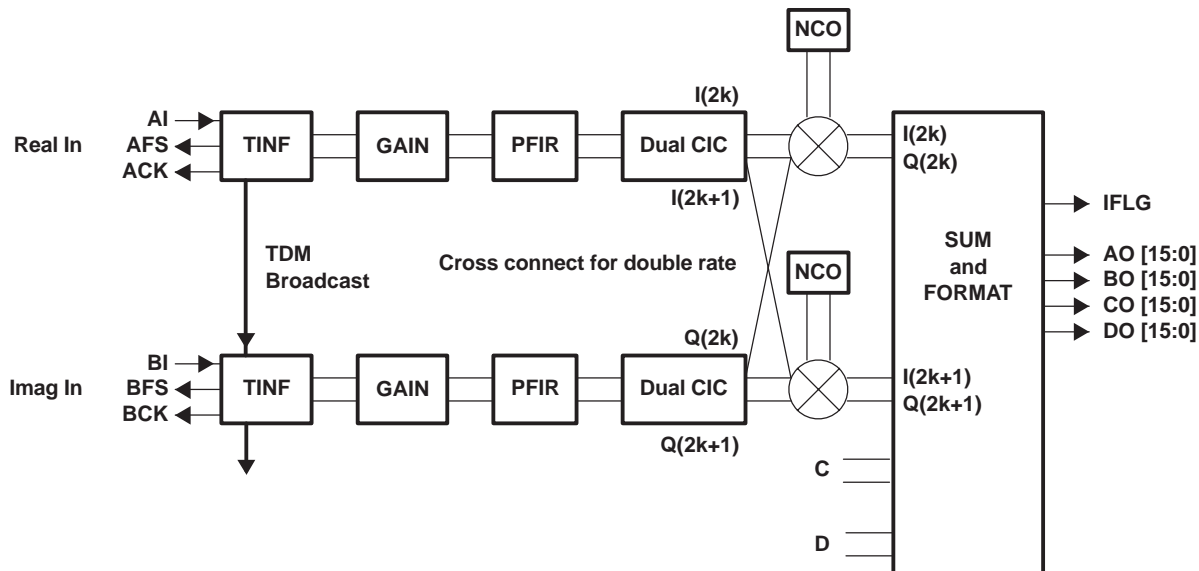 NCO
I(2k)
AI
Real In
AFS
ACK
TINF
GAIN
PFIR
Dual CIC
I(2k)
Q(2k)
I(2k+1)
IFLG
TDM
Broadcast
Cross connect for double rate
NCO
SUM
and
FORMAT
AO [15:0]
BO [15:0]
CO [15:0]
DO [15:0]
Q(2k)
BI
Imag In
BFS
BCK
TINF
GAIN
PFIR
Dual CIC
I(2k+1)
Q(2k+1)
Q(2k+1)
C
D